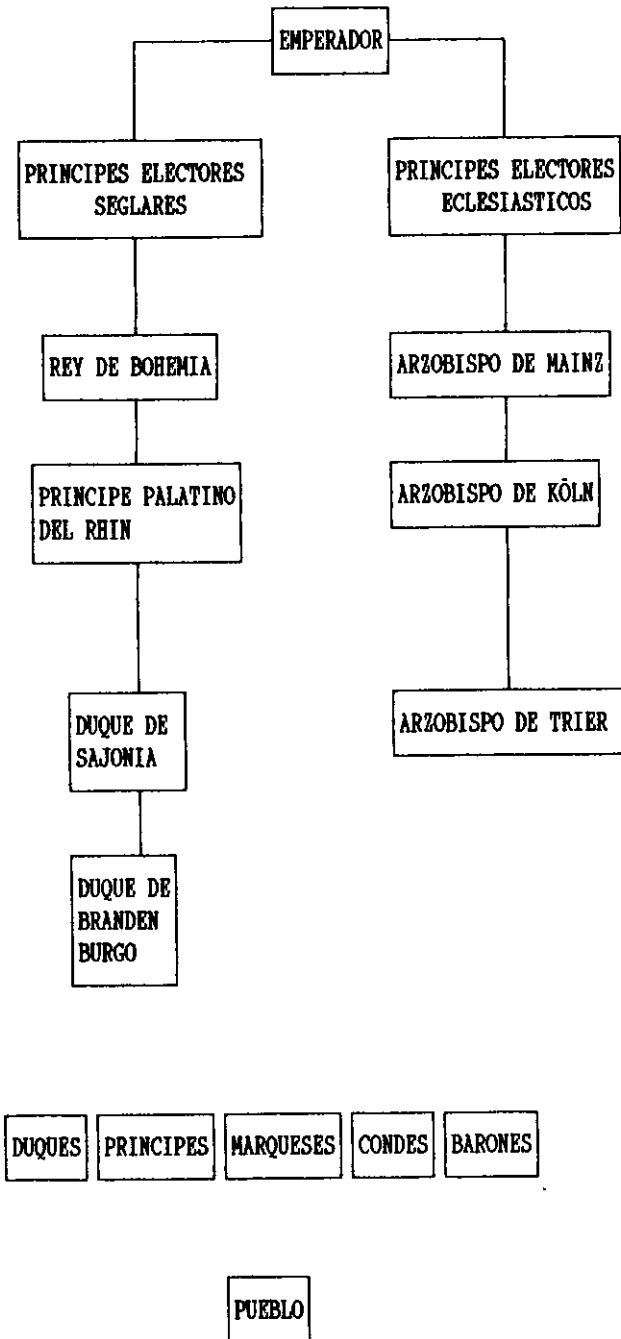 EMPERADOR
PRINCIPES ELECTORES
SEGLARES
PRINCIPES ELECTORES
ECLESIASTICOS
REY DE BOHEMIA
ARZOBISPO DE MAINZ
PRINCIPE PALATINO
DEL RHIN
ARZOBISPO DE KÖLN
DUQUE DE
SAJONIA
ARZOBISPO DE TRIER
DUQUE DE
BRANDEN
BURGO
DUQUES
PRINCIPES
MARQUESES
CONDES
BARONES
PUEBLO